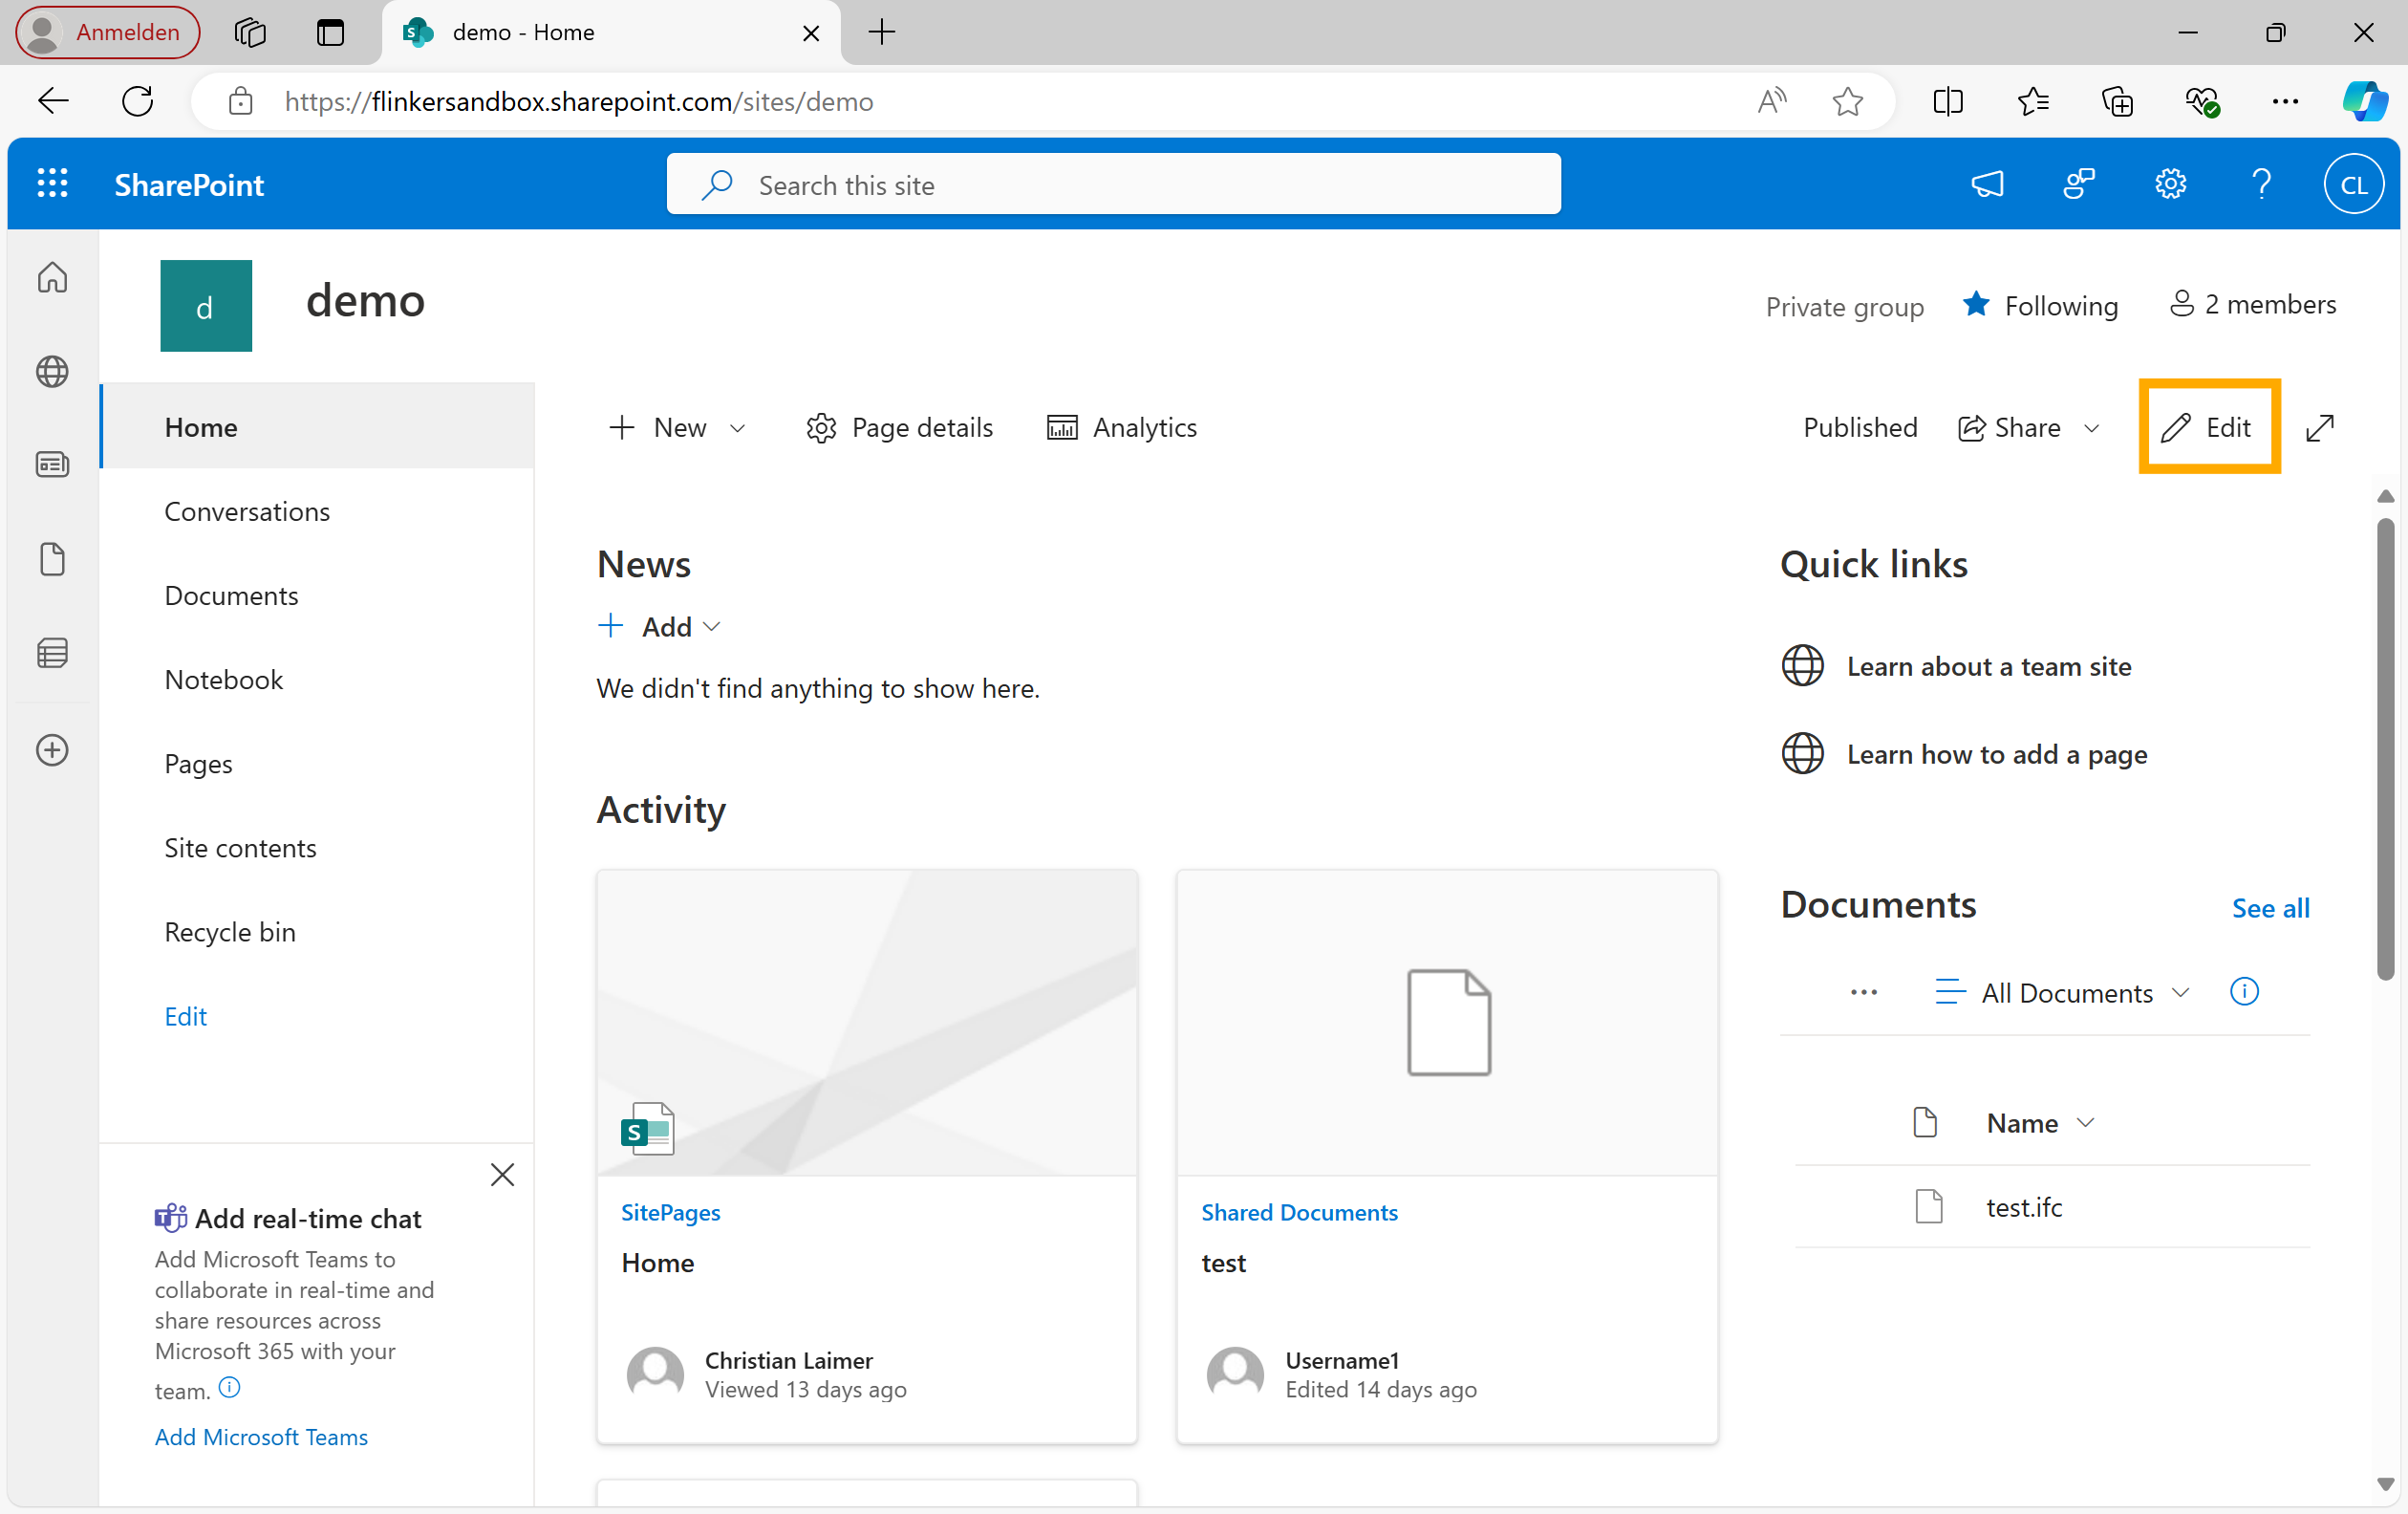 Anmelden
demo - Home
https://flinkersandbox.sharepoint.com/sites/demo
SharePoint
Search this site
CL
d
demo
Private group
Following
2 members
Home
Conversations
Documents
Notebook
Pages
Site contents
Recycle bin
Edit
New
Page details
Analytics
Published
Share
Edit
News
Add
We didn't find anything to show here.
Activity
SitePages
Home
Christian Laimer
Viewed 13 days ago
Shared Documents
test
Username1
Edited 14 days ago
Quick links
Learn about a team site
Learn how to add a page
Documents
See all
All Documents
Name
test.ifc
Add real-time chat
Add Microsoft Teams to
collaborate in real-time and
share resources across
Microsoft 365 with your
team.
Add Microsoft Teams